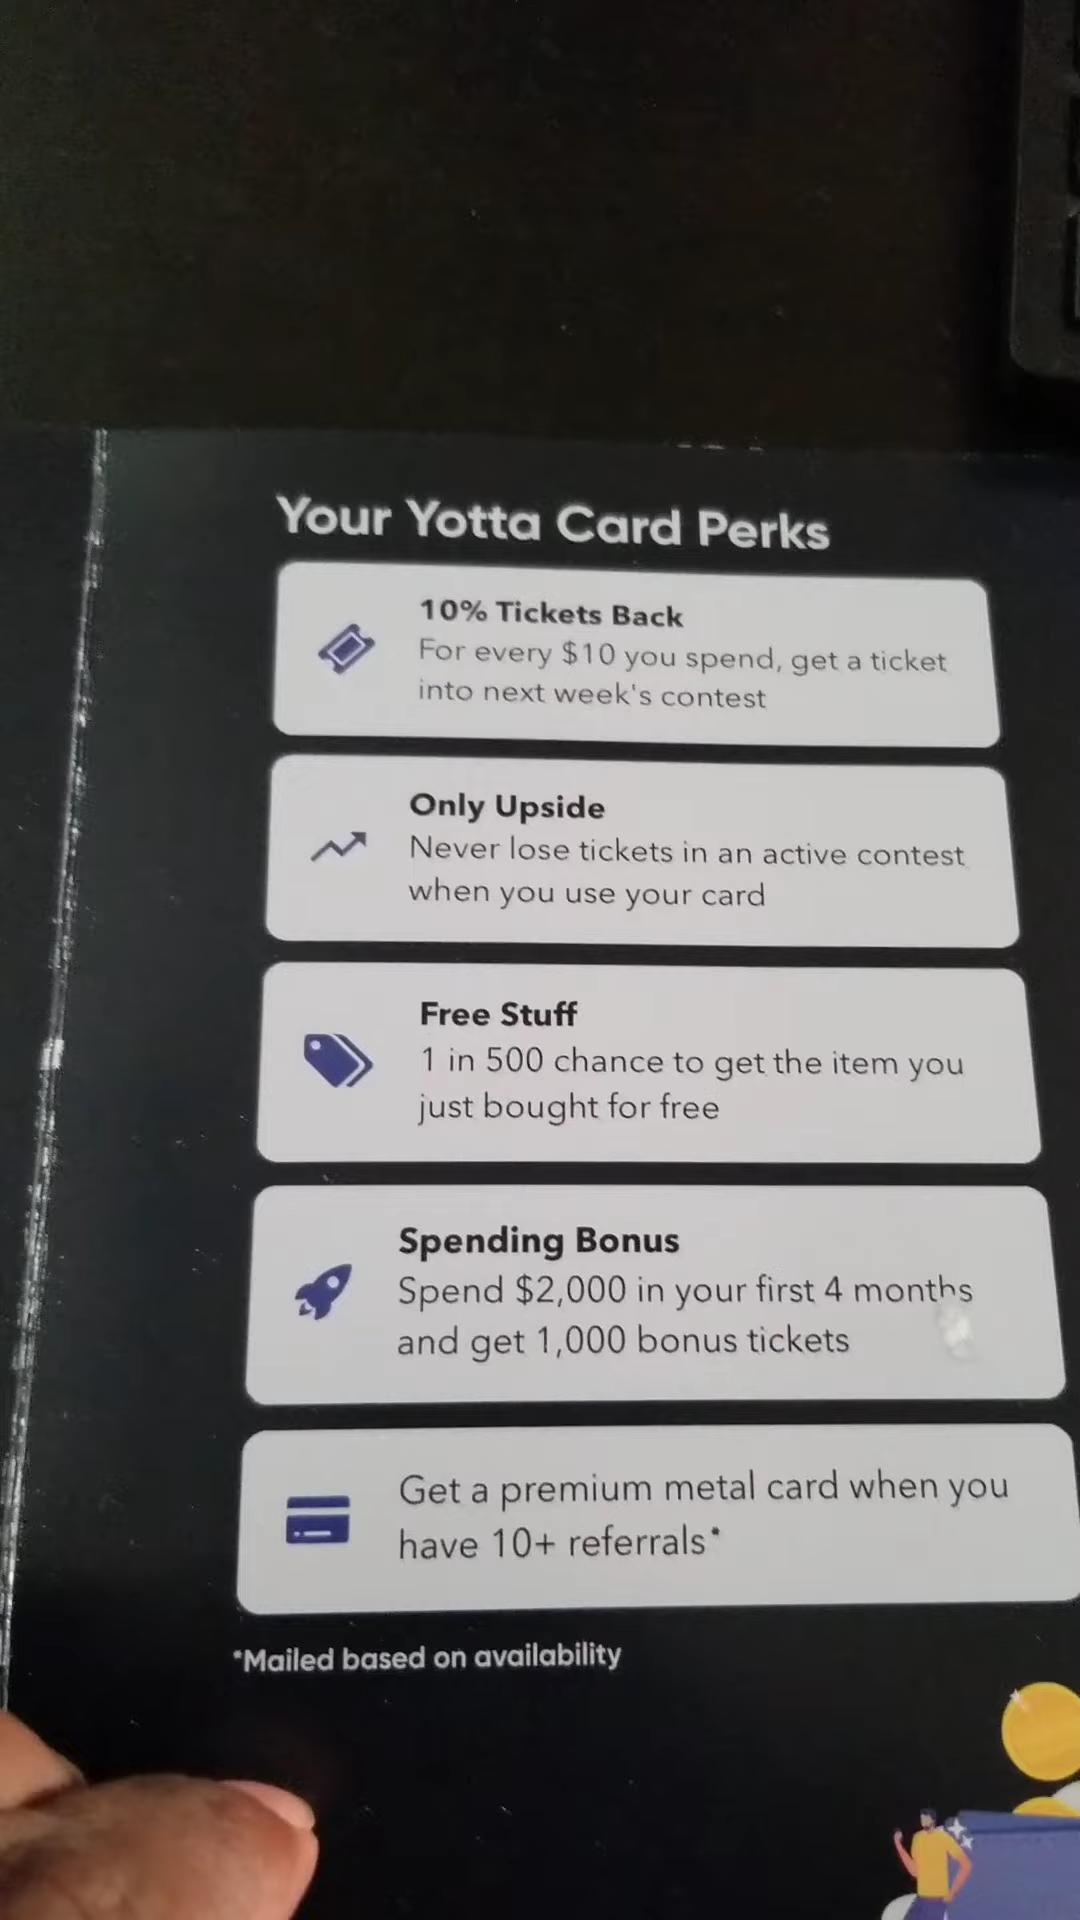 Your Yotta Card Perks
10% Tickets Back
For every $10 you spend, get a ticket
into next week's contest
Only Upside
Never lose tickets in an active contest
when you use your card
Free Stuff
1 in 500 chance to get the item you
just bought for free
Spending Bonus
Spend $2,000 in your first 4 months
and get 1,000 bonus tickets
Get a premium metal card when you
have 10+ referrals*
*Mailed based on availability